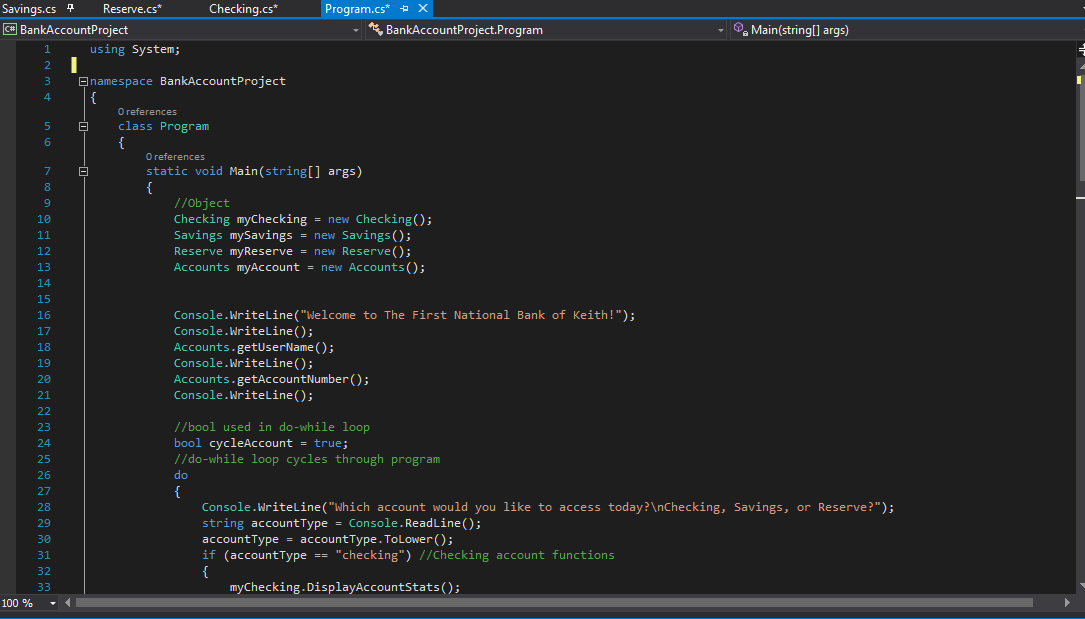 Savings.cs Reserve.cs* Checking.cs* Program.cs*
C# BankAccountProject BankAccountProject.Program Main(string[] args)
1 using System;
2
3 namespace BankAccountProject
4 {
0 references
5 class Program
6 {
0 references
7 static void Main(string[] args)
8 {
9 //Object
10 Checking myChecking = new Checking();
11 Savings mySavings = new Savings();
12 Reserve myReserve = new Reserve();
13 Accounts myAccount = new Accounts();
14
15
16 Console.WriteLine("Welcome to The First National Bank of Keith!");
17 Console.WriteLine();
18 Accounts.getUserName();
19 Console.WriteLine();
20 Accounts.getAccountNumber();
21 Console.WriteLine();
22
23 //bool used in do-while loop
24 bool cycleAccount = true;
25 //do-while loop cycles through program
26 do
27 {
28 Console.WriteLine("Which account would you like to access today?\nChecking, Savings, or Reserve?");
29 string accountType = Console.ReadLine();
30 accountType = accountType.ToLower();
31 if (accountType == "checking") //Checking account functions
32 {
33 myChecking.DisplayAccountStats();
100 %